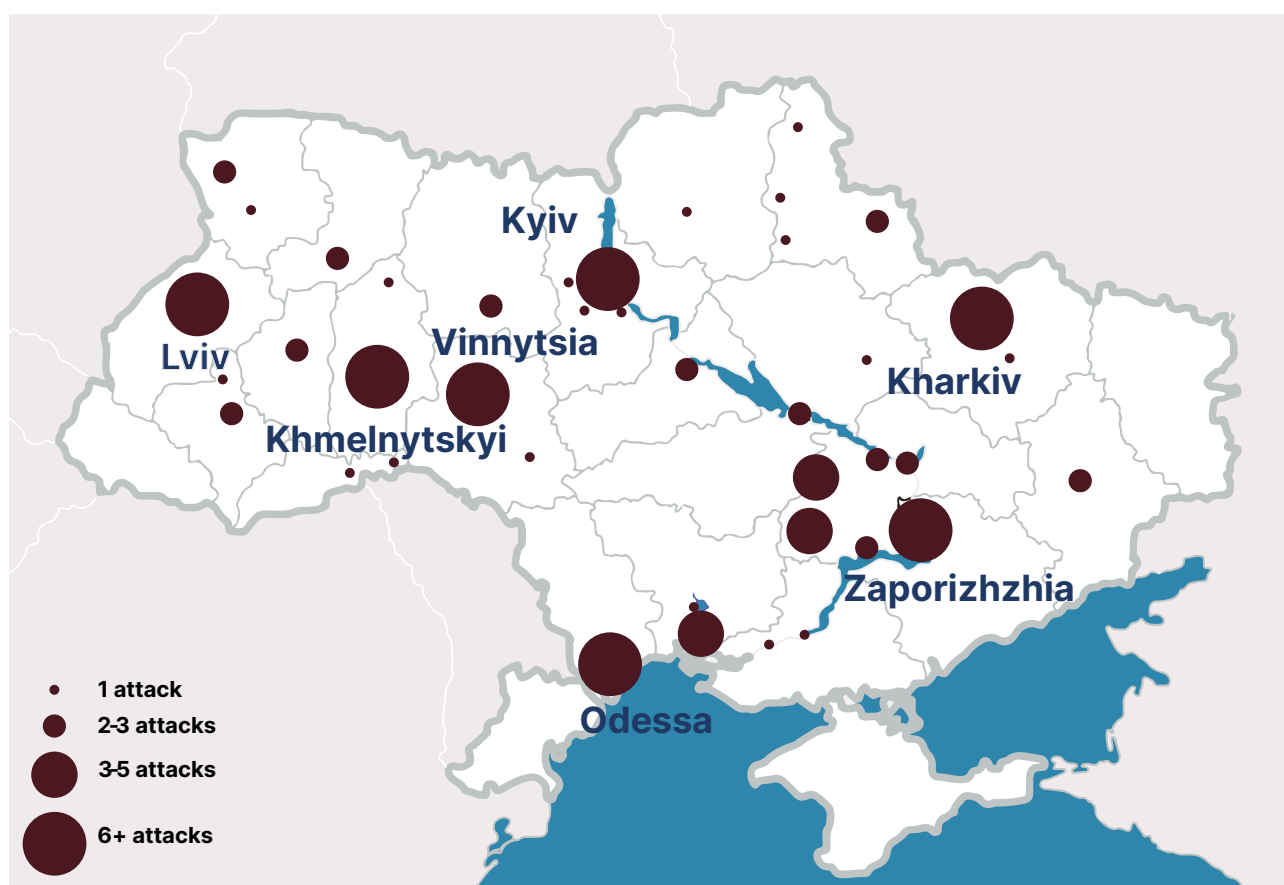 Kyiv
Vinnytsia
Lviv
Kharkiv
Khmelnytskyi
Zaporizhzhia
Odessa
1 attack
2-3 attacks
3-5 attacks
6+ attacks